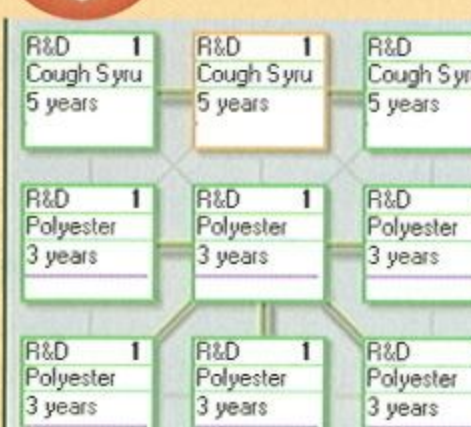 R&D 1
Cough Syru
5 years
R&D 1
Cough Syru
5 years
R&D
Cough Syr
5 years
R&D 1
Polyester
3 years
R&D 1
Polyester
3 years
R&D
Polyester
3 years
R&D 1
Polyester
3 years
R&D 1
Polyester
3 years
R&D
Polyester
3 years